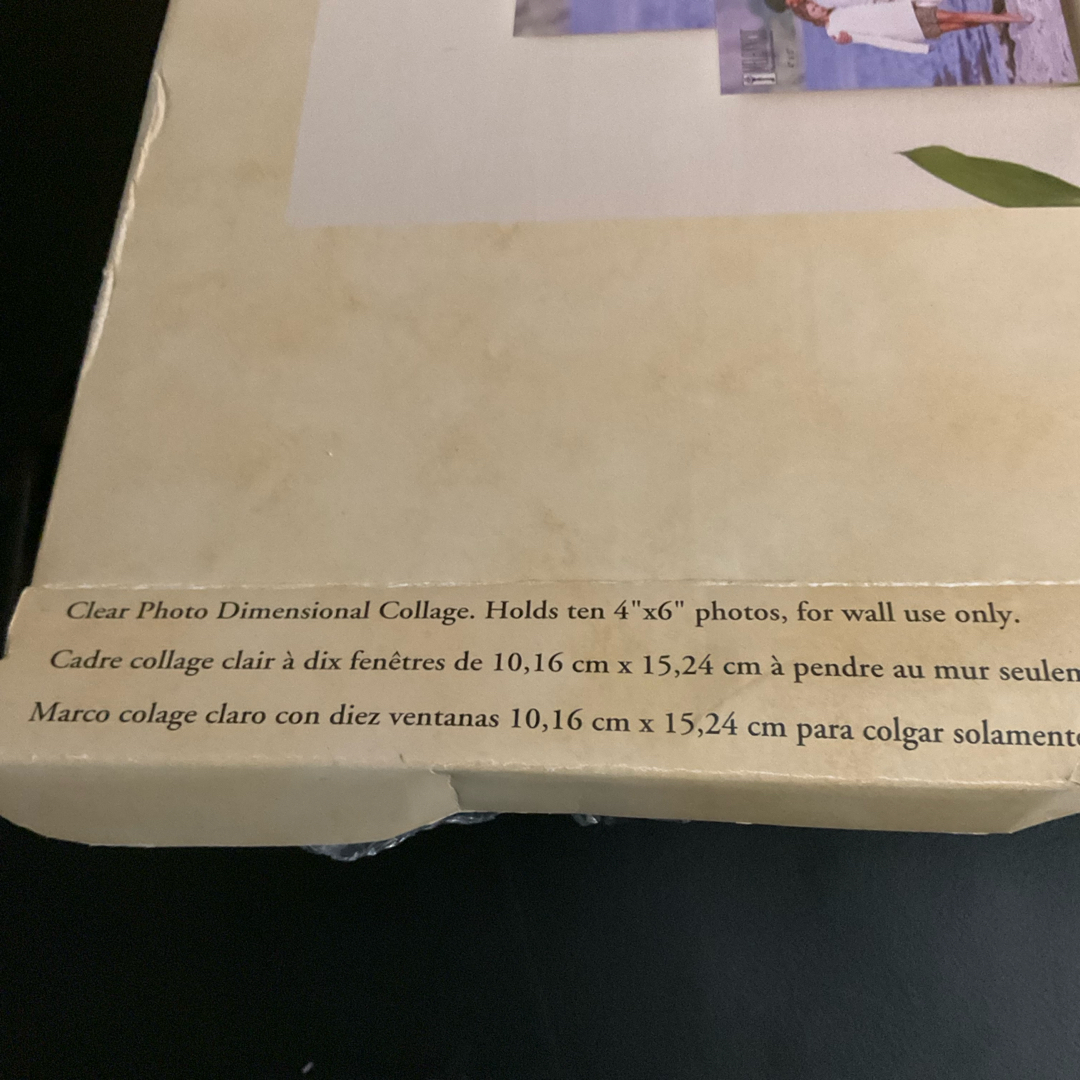 Clear Photo Dimensional Collage. Holds ten 4"x6" photos, for wall use only.
Cadre collage clair à dix fenêtres de 10,16 cm x 15,24 cm à pendre au mur
Marco colage claro con diez ventanas 10,16 cm x 15,24 cm para colgar